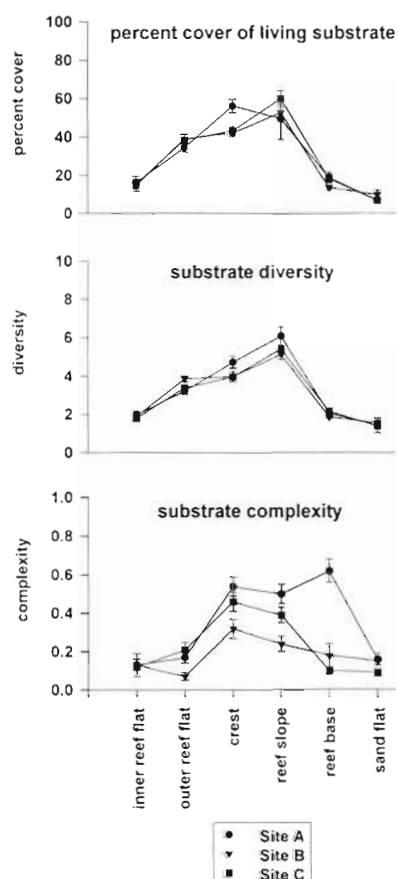 percent cover of living substrate
percent cover
100
80
60
40
20
0
substrate diversity
diversity
10
8
6
4
2
0
substrate complexity
complexity
1.0
0.8
0.6
0.4
0.2
0.0
inner reef flat
outer reef flat
crest
reef slope
reef base
sand flat
Site A
Site B
Site C